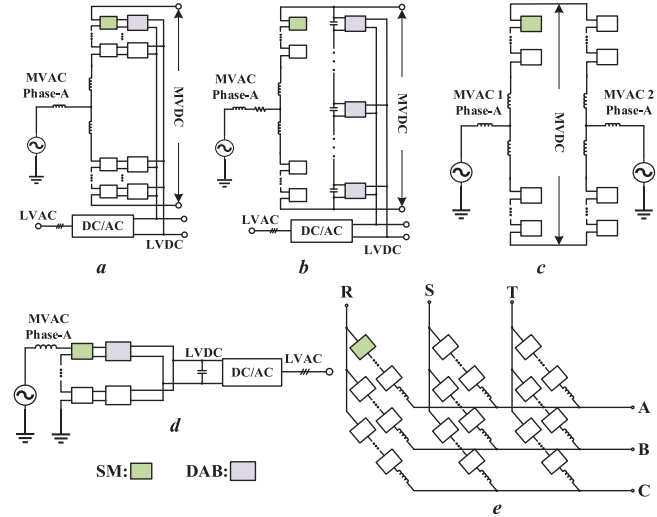 MVAC
Phase-A
MVDC
LVAC
DC/AC
LVDC
a
MVAC
Phase-A
MVDC
LVAC
DC/AC
LVDC
b
MVAC 1
Phase-A
MVDC
MVAC 2
Phase-A
c
MVAC
Phase-A
LVDC
DC/AC
LVAC
d
SM:
DAB:
R
S
T
A
B
C
e